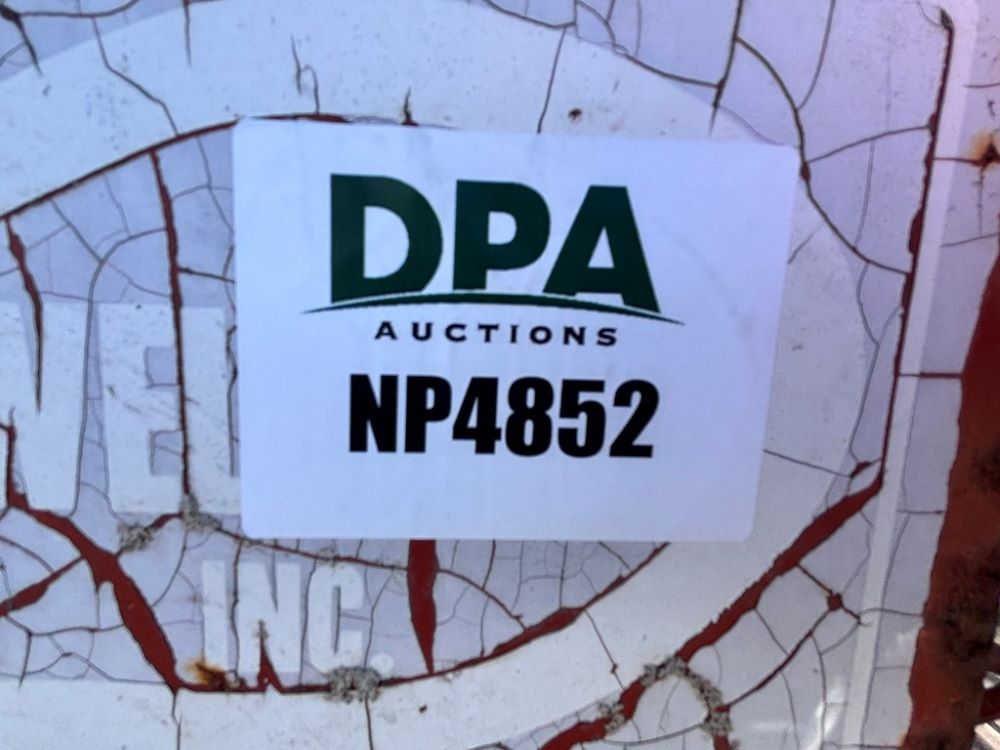 DPA
AUCTIONS
NP4852
INC.